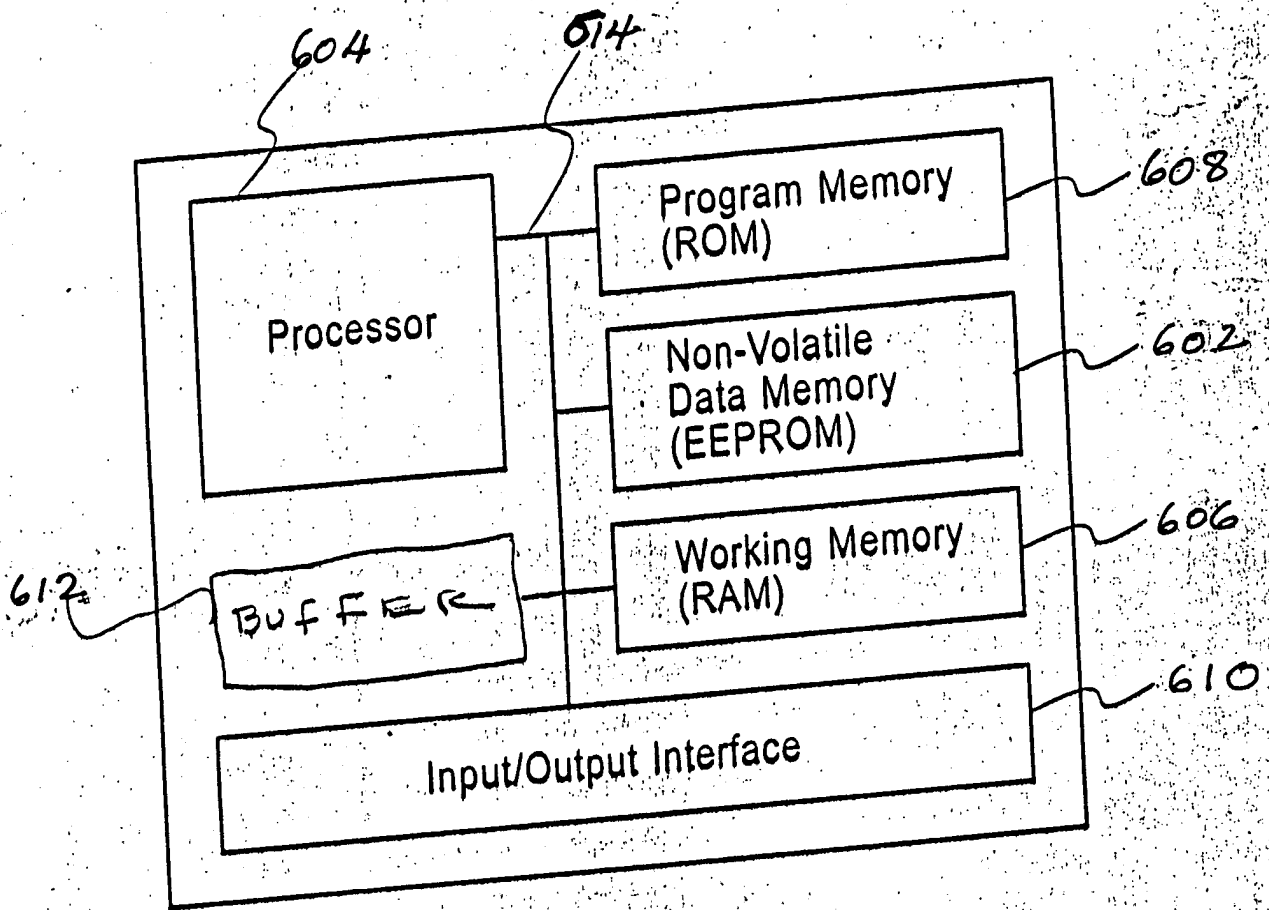 604
614
Program Memory
(ROM)
608
Processor
Non-Volatile
Data Memory
(EEPROM)
602
Working Memory
(RAM)
606
612
BUFFER
610
Input/Output Interface